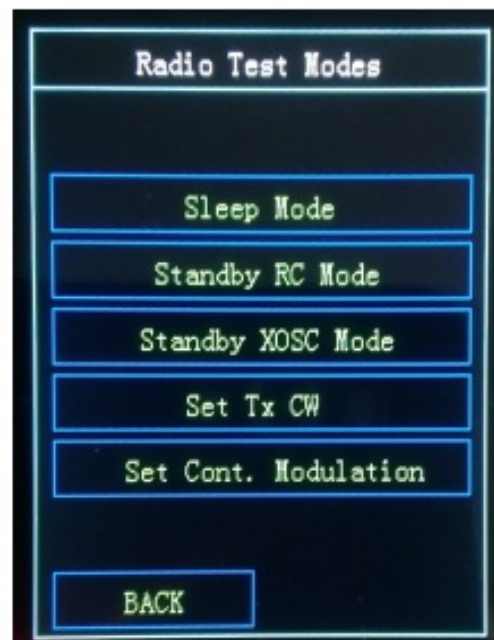 Radio Test Modes
Sleep Mode
Standby RC Mode
Standby XOSC Mode
Set Tx CW
Set Cont. Modulation
BACK